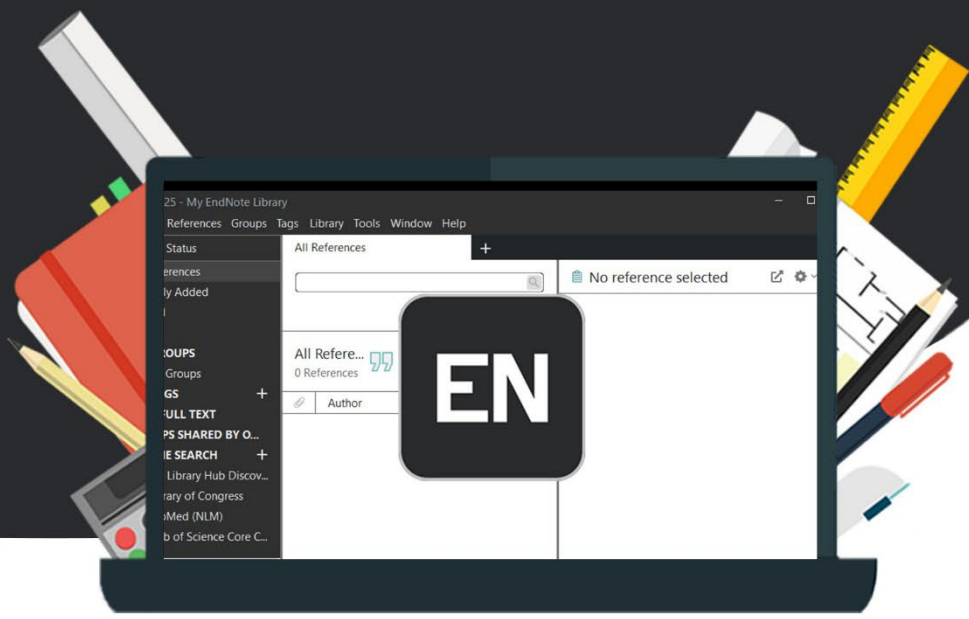 25 - My EndNote Library
References Groups Tags Library Tools Window Help
Status
All References
+
erences
ly Added
No reference selected
OUPS
Groups
GS +
ULL TEXT
PS SHARED BY O...
E SEARCH +
Library Hub Discov...
rary of Congress
Med (NLM)
b of Science Core C...
All Refere...
0 References
Author
EN